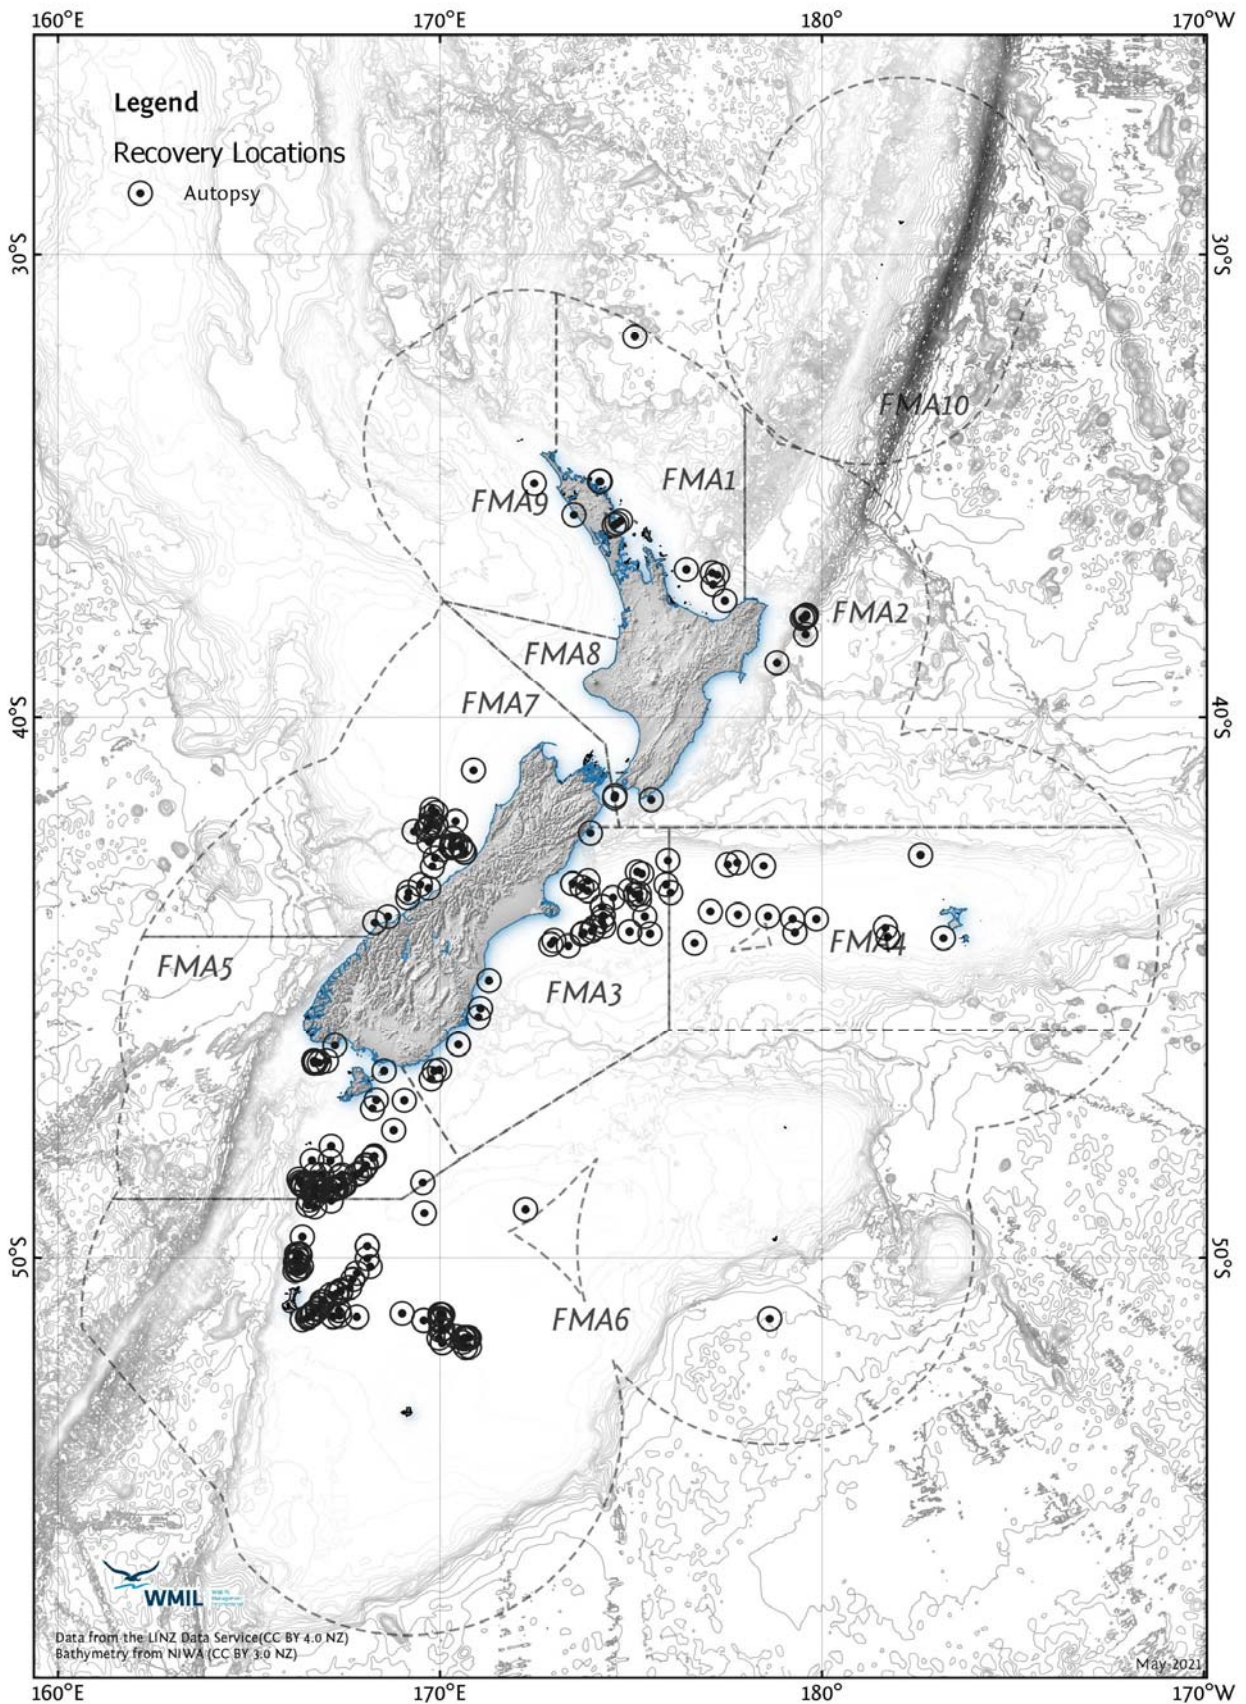 160°E 170°E 180° 170°W
Legend
Recovery Locations
Autopsy
30°S 30°S
FMA10
FMA1
FMA9
FMA2
FMA8
FMA7
40°S 40°S
FMA4
FMA5
FMA3
50°S 50°S
FMA6
WMIL
Data from the LINZ Data Service(CC BY 4.0 NZ)
Bathymetry from NIWA (CC BY 3.0 NZ)
May 2021
160°E 170°E 180° 170°W